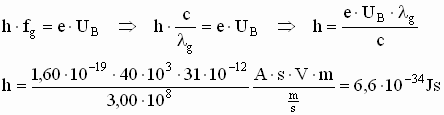 h · f_g = e · U_B ⇒ h · c/λ_g = e · U_B ⇒ h = (e · U_B · λ_g)/c
h = (1,60 · 10^-19 · 40 · 10^3 · 31 · 10^-12)/(3,00 · 10^8) (A · s · V · m)/(m/s) = 6,6 · 10^-34 Js